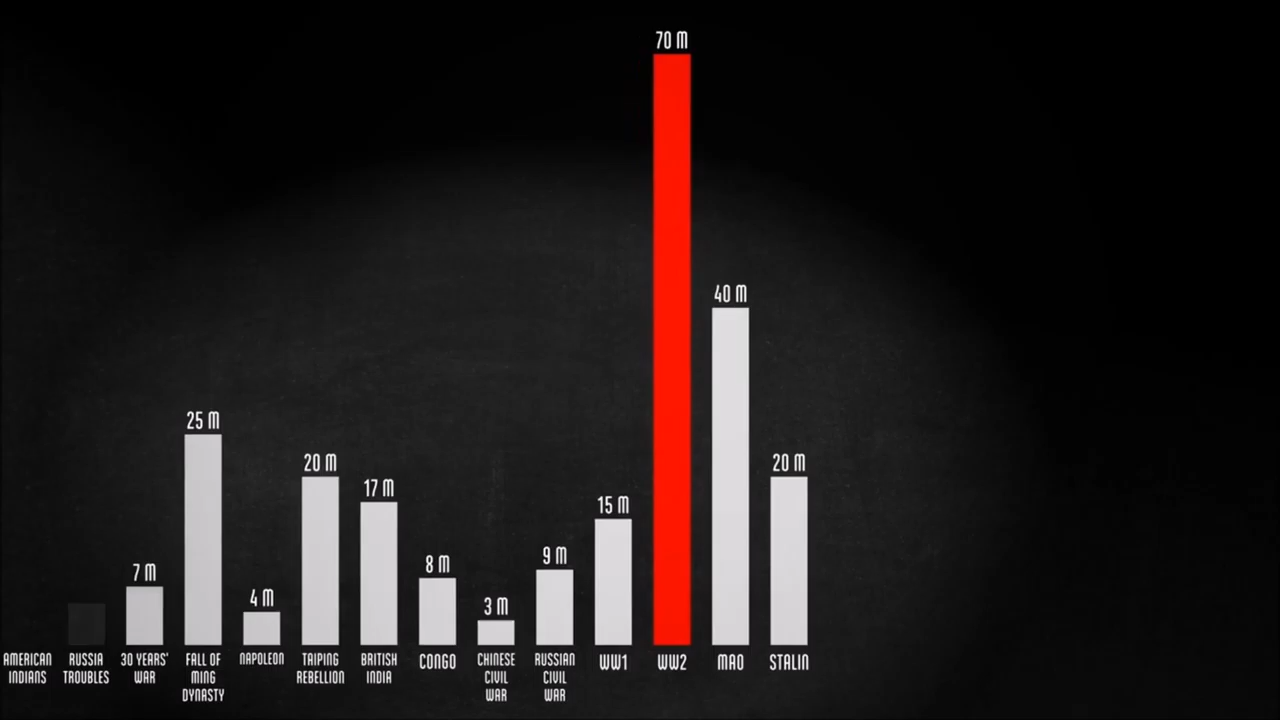 70 M
40 M
25 M
20 M
20 M
17 M
15 M
8 M
9 M
7 M
4 M
3 M
AMERICAN
INDIANS
RUSSIA
TROUBLES
30 YEARS'
WAR
FALL OF
MING
DYNASTY
NAPOLEON
TAIPING
REBELLION
BRITISH
INDIA
CONGO
CHINESE
CIVIL
WAR
RUSSIAN
CIVIL
WAR
WW1
WW2
MAO
STALIN